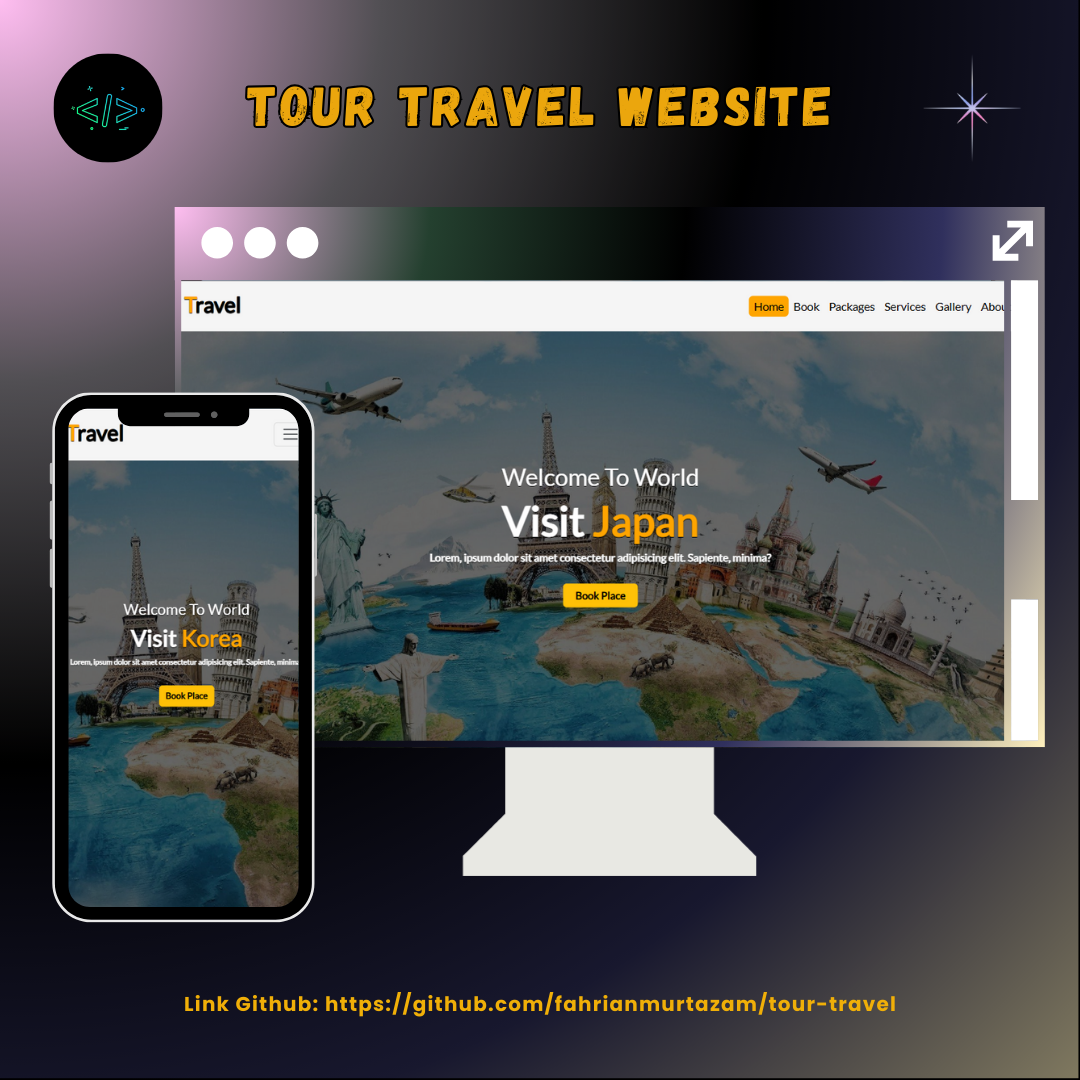 </>
TOUR TRAVEL WEBSITE
Travel
Home Book Packages Services Gallery Abou
Welcome To World
Visit Japan
Lorem, ipsum dolor sit amet consectetur adipisicing elit. Sapiente, minima?
Book Place
Travel
Welcome To World
Visit Korea
Lorem, ipsum dolor sit amet consectetur adipisicing elit. Sapiente, minima
Book Place
Link Github: https://github.com/fahrianmurtazam/tour-travel